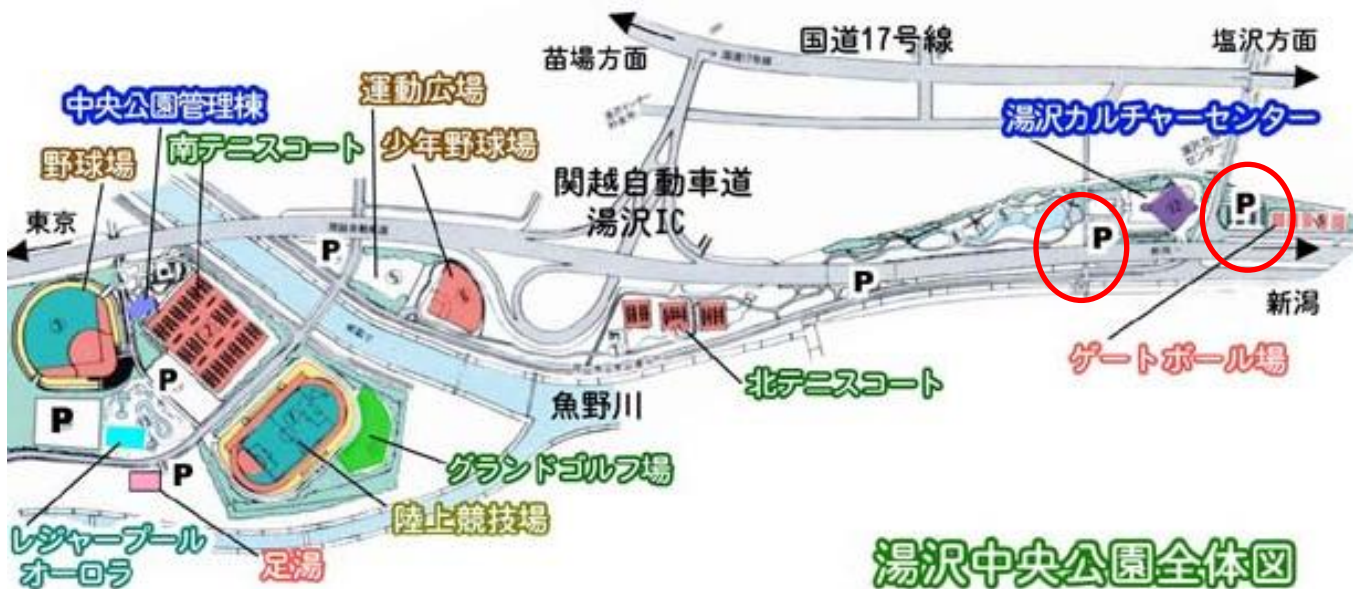 国道17号線
苗場方面
国道17号線
塩沢方面
中央公園管理棟
運動広場
湯沢カルチャーセンター
南テニスコート
野球場
少年野球場
関越自動車道
湯沢IC
東京
P
P
P
P
新潟
ゲートボール場
P
北テニスコート
P
魚野川
P
グランドゴルフ場
陸上競技場
レジャープール
オーロラ
足湯
湯沢中央公園全体図